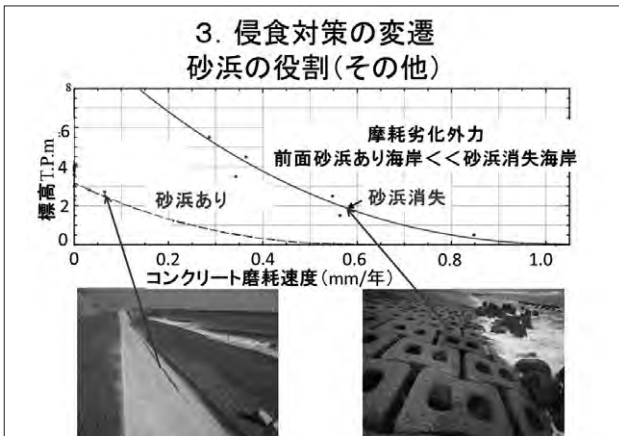 3. 侵食対策の変遷
砂浜の役割(その他)
8
6
4
2
0
標高T.P.m
摩耗劣化外力
前面砂浜あり海岸<<砂浜消失海岸
砂浜あり
砂浜消失
0 0.2 0.4 0.6 0.8 1.0
コンクリート磨耗速度(mm/年)